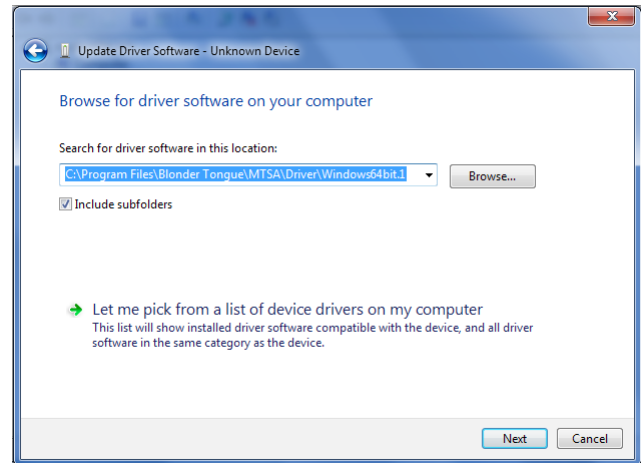 Update Driver Software - Unknown Device
Browse for driver software on your computer
Search for driver software in this location:
C:\Program Files\Blonder Tongue\MTSA\Driver\Windows64bit.1
Browse...
Include subfolders
Let me pick from a list of device drivers on my computer
This list will show installed driver software compatible with the device, and all driver
software in the same category as the device.
Next
Cancel